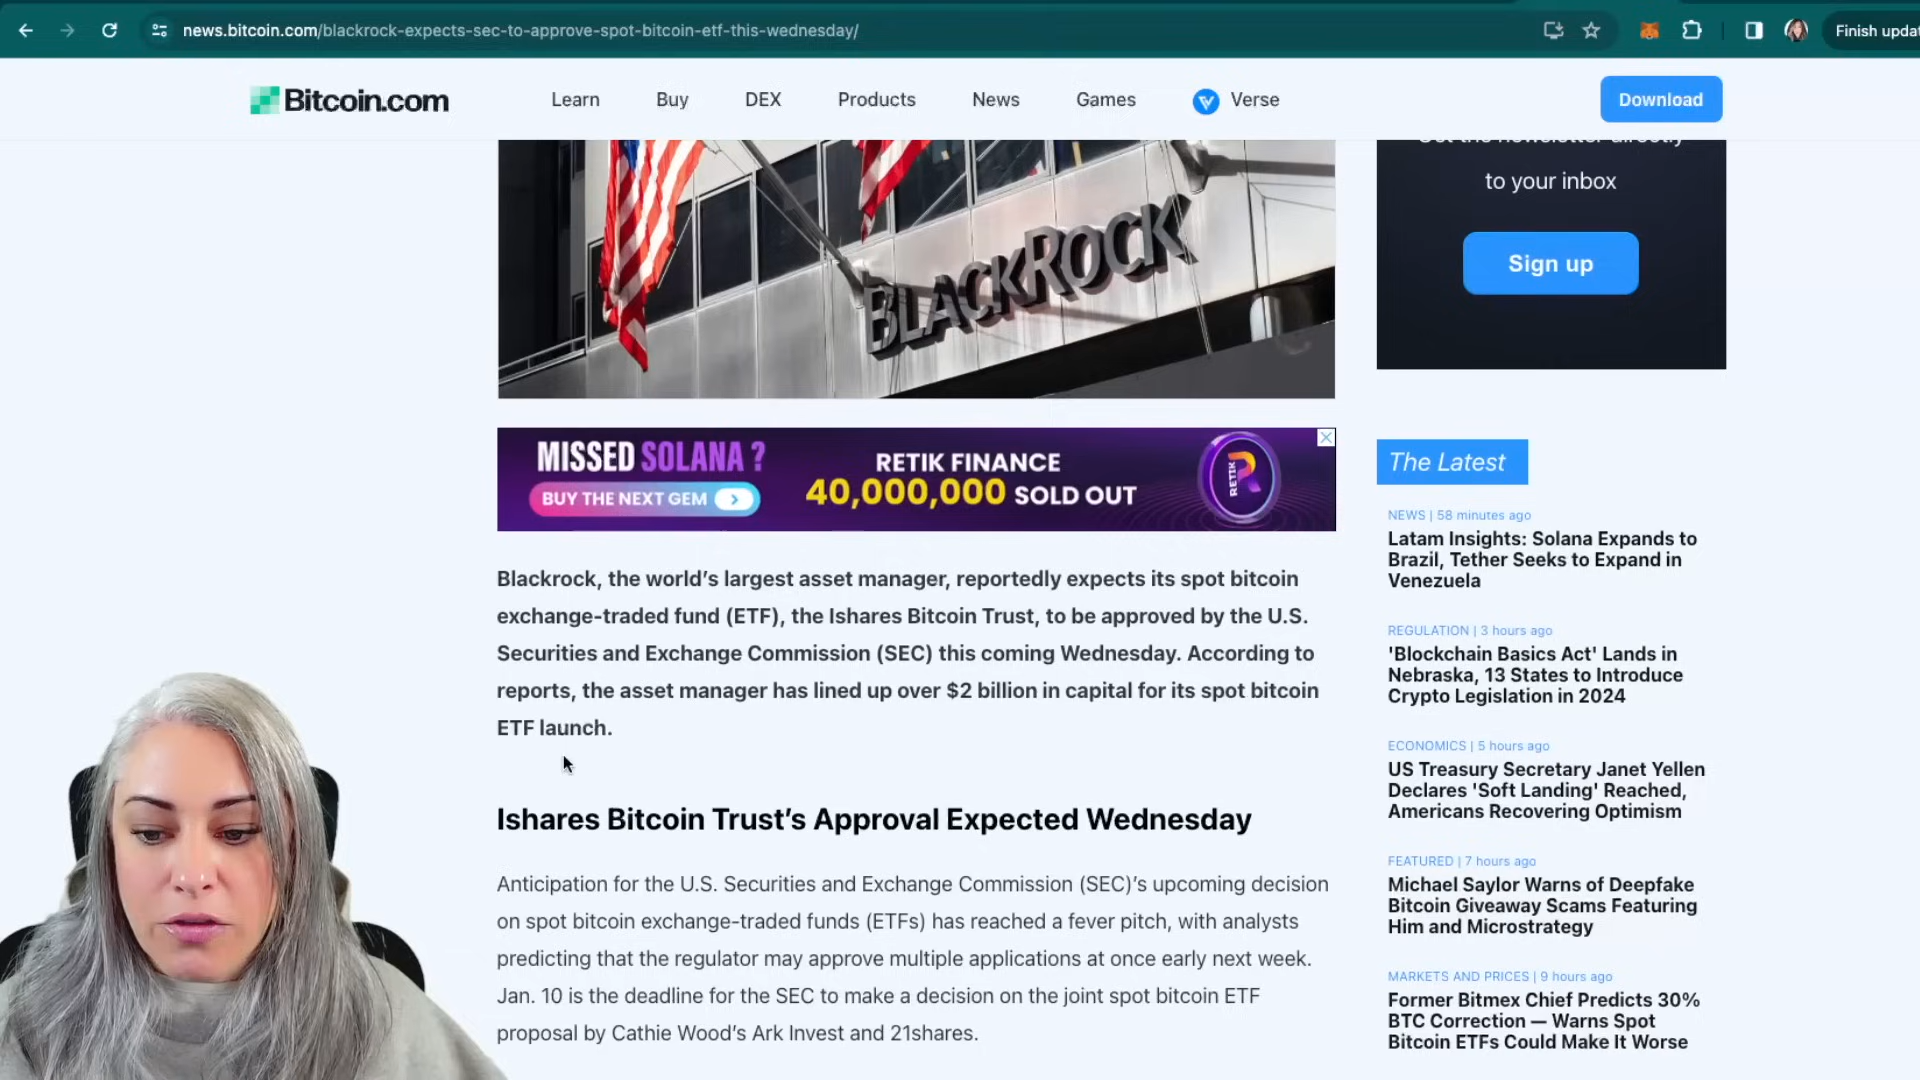 news.bitcoin.com/blackrock-expects-sec-to-approve-spot-bitcoin-etf-this-wednesday/
Finish updat
Bitcoin.com
Learn
Buy
DEX
Products
News
Games
Verse
Download
BLACKROCK
Get the newsletter directly
to your inbox
Sign up
MISSED SOLANA ?
BUY THE NEXT GEM
RETIK FINANCE
40,000,000 SOLD OUT
RETIK
Blackrock, the world’s largest asset manager, reportedly expects its spot bitcoin
exchange-traded fund (ETF), the Ishares Bitcoin Trust, to be approved by the U.S.
Securities and Exchange Commission (SEC) this coming Wednesday. According to
reports, the asset manager has lined up over $2 billion in capital for its spot bitcoin
ETF launch.
Ishares Bitcoin Trust’s Approval Expected Wednesday
Anticipation for the U.S. Securities and Exchange Commission (SEC)’s upcoming decision
on spot bitcoin exchange-traded funds (ETFs) has reached a fever pitch, with analysts
predicting that the regulator may approve multiple applications at once early next week.
Jan. 10 is the deadline for the SEC to make a decision on the joint spot bitcoin ETF
proposal by Cathie Wood’s Ark Invest and 21shares.
The Latest
NEWS | 58 minutes ago
Latam Insights: Solana Expands to
Brazil, Tether Seeks to Expand in
Venezuela
REGULATION | 3 hours ago
'Blockchain Basics Act' Lands in
Nebraska, 13 States to Introduce
Crypto Legislation in 2024
ECONOMICS | 5 hours ago
US Treasury Secretary Janet Yellen
Declares 'Soft Landing' Reached,
Americans Recovering Optimism
FEATURED | 7 hours ago
Michael Saylor Warns of Deepfake
Bitcoin Giveaway Scams Featuring
Him and Microstrategy
MARKETS AND PRICES | 9 hours ago
Former Bitmex Chief Predicts 30%
BTC Correction — Warns Spot
Bitcoin ETFs Could Make It Worse